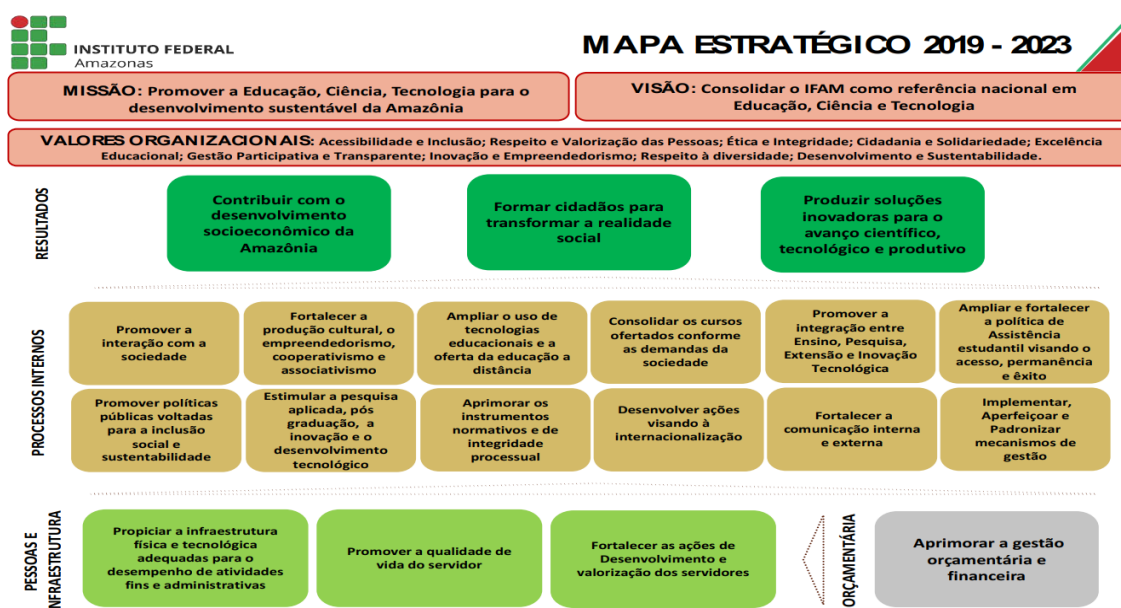 INSTITUTO FEDERAL
Amazonas
MAPA ESTRATÉGICO 2019 - 2023
MISSÃO: Promover a Educação, Ciência, Tecnologia para o
desenvolvimento sustentável da Amazônia
VISÃO: Consolidar o IFAM como referência nacional em
Educação, Ciência e Tecnologia
VALORES ORGANIZACIONAIS: Acessibilidade e Inclusão; Respeito e Valorização das Pessoas; Ética e Integridade; Cidadania e Solidariedade; Excelência
Educacional; Gestão Participativa e Transparente; Inovação e Empreendedorismo; Respeito à diversidade; Desenvolvimento e Sustentabilidade.
RESULTADOS
Contribuir com o
desenvolvimento
socioeconômico da
Amazônia
Formar cidadãos para
transformar a realidade
social
Produzir soluções
inovadoras para o
avanço científico,
tecnológico e produtivo
PROCESSOS INTERNOS
Promover a
interação com a
sociedade
Fortalecer a
produção cultural, o
empreendedorismo,
cooperativismo e
associativismo
Ampliar o uso de
tecnologias
educacionais e a
oferta da educação a
distância
Consolidar os cursos
ofertados conforme
as demandas da
sociedade
Promover a
integração entre
Ensino, Pesquisa,
Extensão e Inovação
Tecnológica
Ampliar e fortalecer
a política de
Assistência
estudantil visando o
acesso, permanência
e êxito
Promover políticas
públicas voltadas
para a inclusão
social e
sustentabilidade
Estimular a pesquisa
aplicada, pós
graduação, a
inovação e o
desenvolvimento
tecnológico
Aprimorar os
instrumentos
normativos e de
integridade
processual
Desenvolver ações
visando à
internacionalização
Fortalecer a
comunicação interna
e externa
Implementar,
Aperfeiçoar e
Padronizar
mecanismos de
gestão
PESSOAS E
INFRAESTRUTURA
Propiciar a infraestrutura
física e tecnológica
adequadas para o
desempenho de atividades
fins e administrativas
Promover a qualidade de
vida do servidor
Fortalecer as ações de
Desenvolvimento e
valorização dos servidores
ORÇAMENTÁRIA
Aprimorar a gestão
orçamentária e
financeira